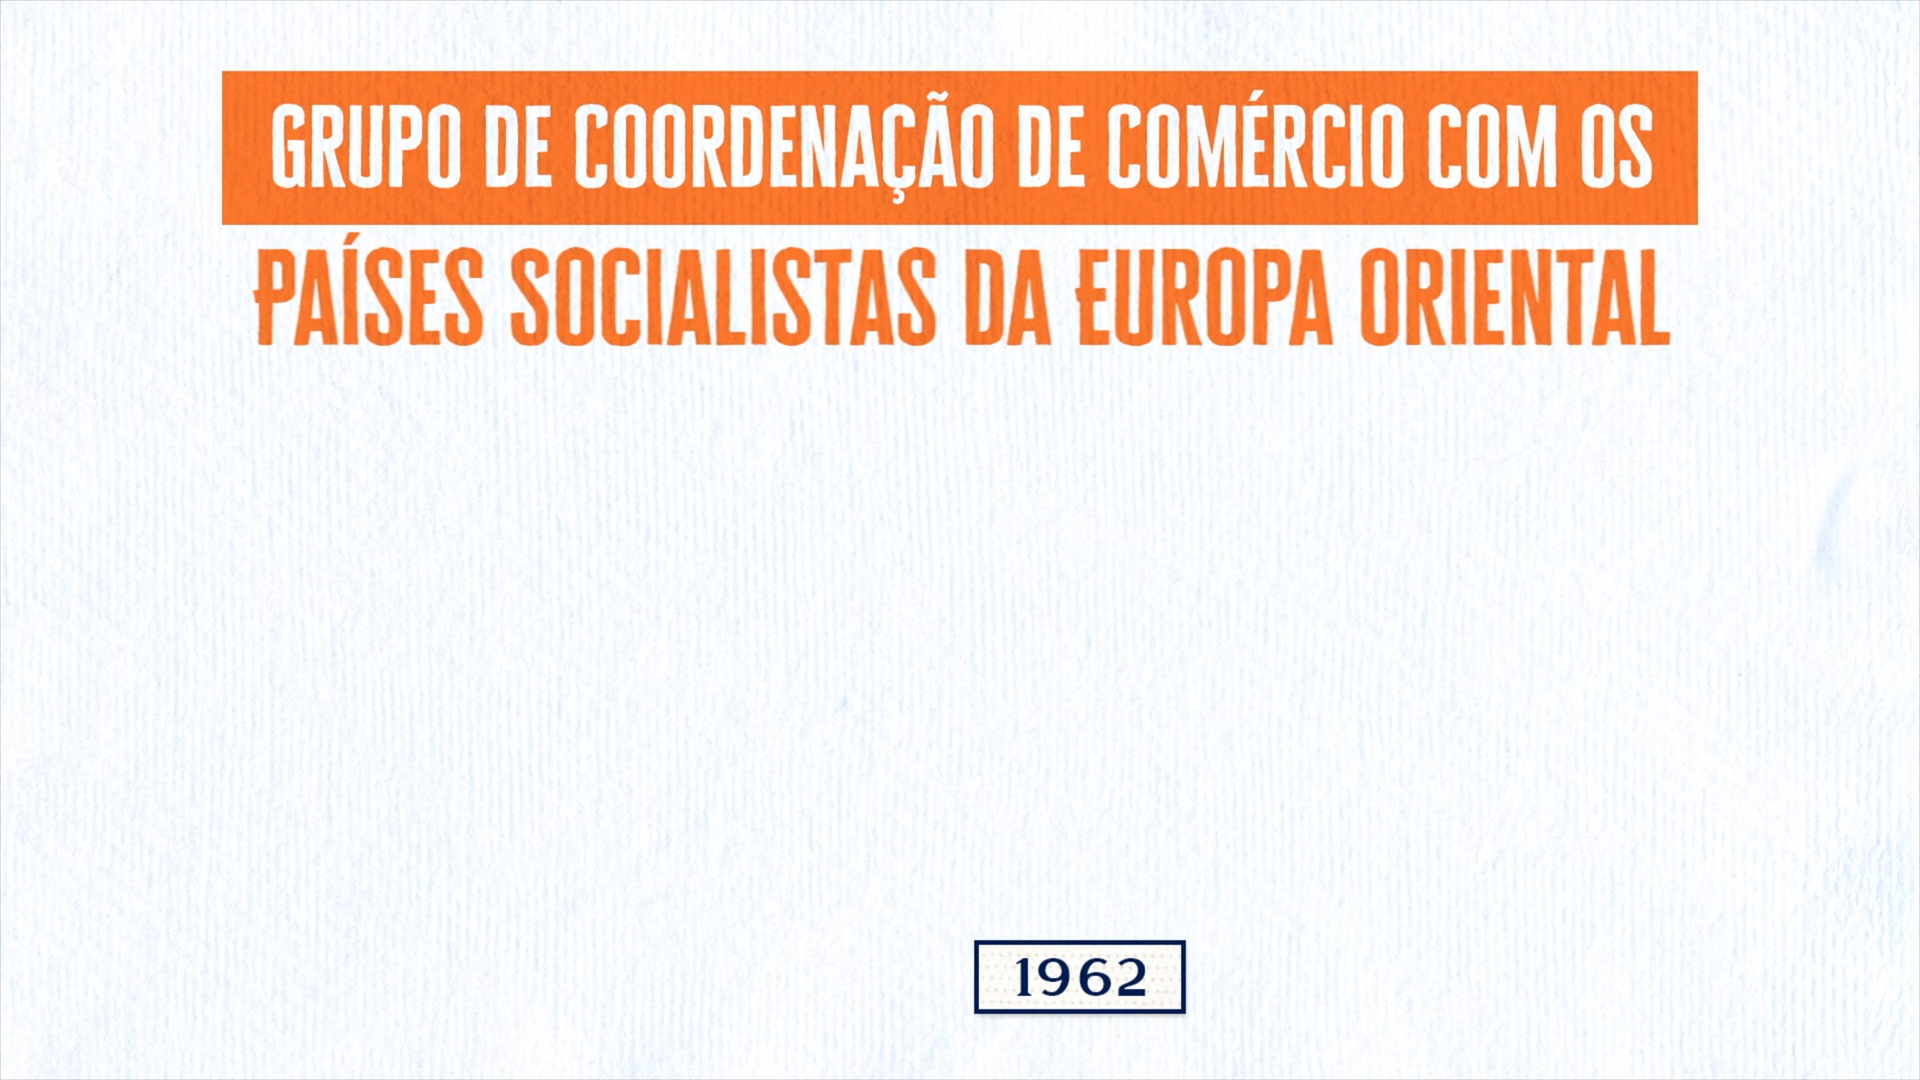 GRUPO DE COORDENAÇÃO DE COMÉRCIO COM OS
PAÍSES SOCIALISTAS DA EUROPA ORIENTAL
1962